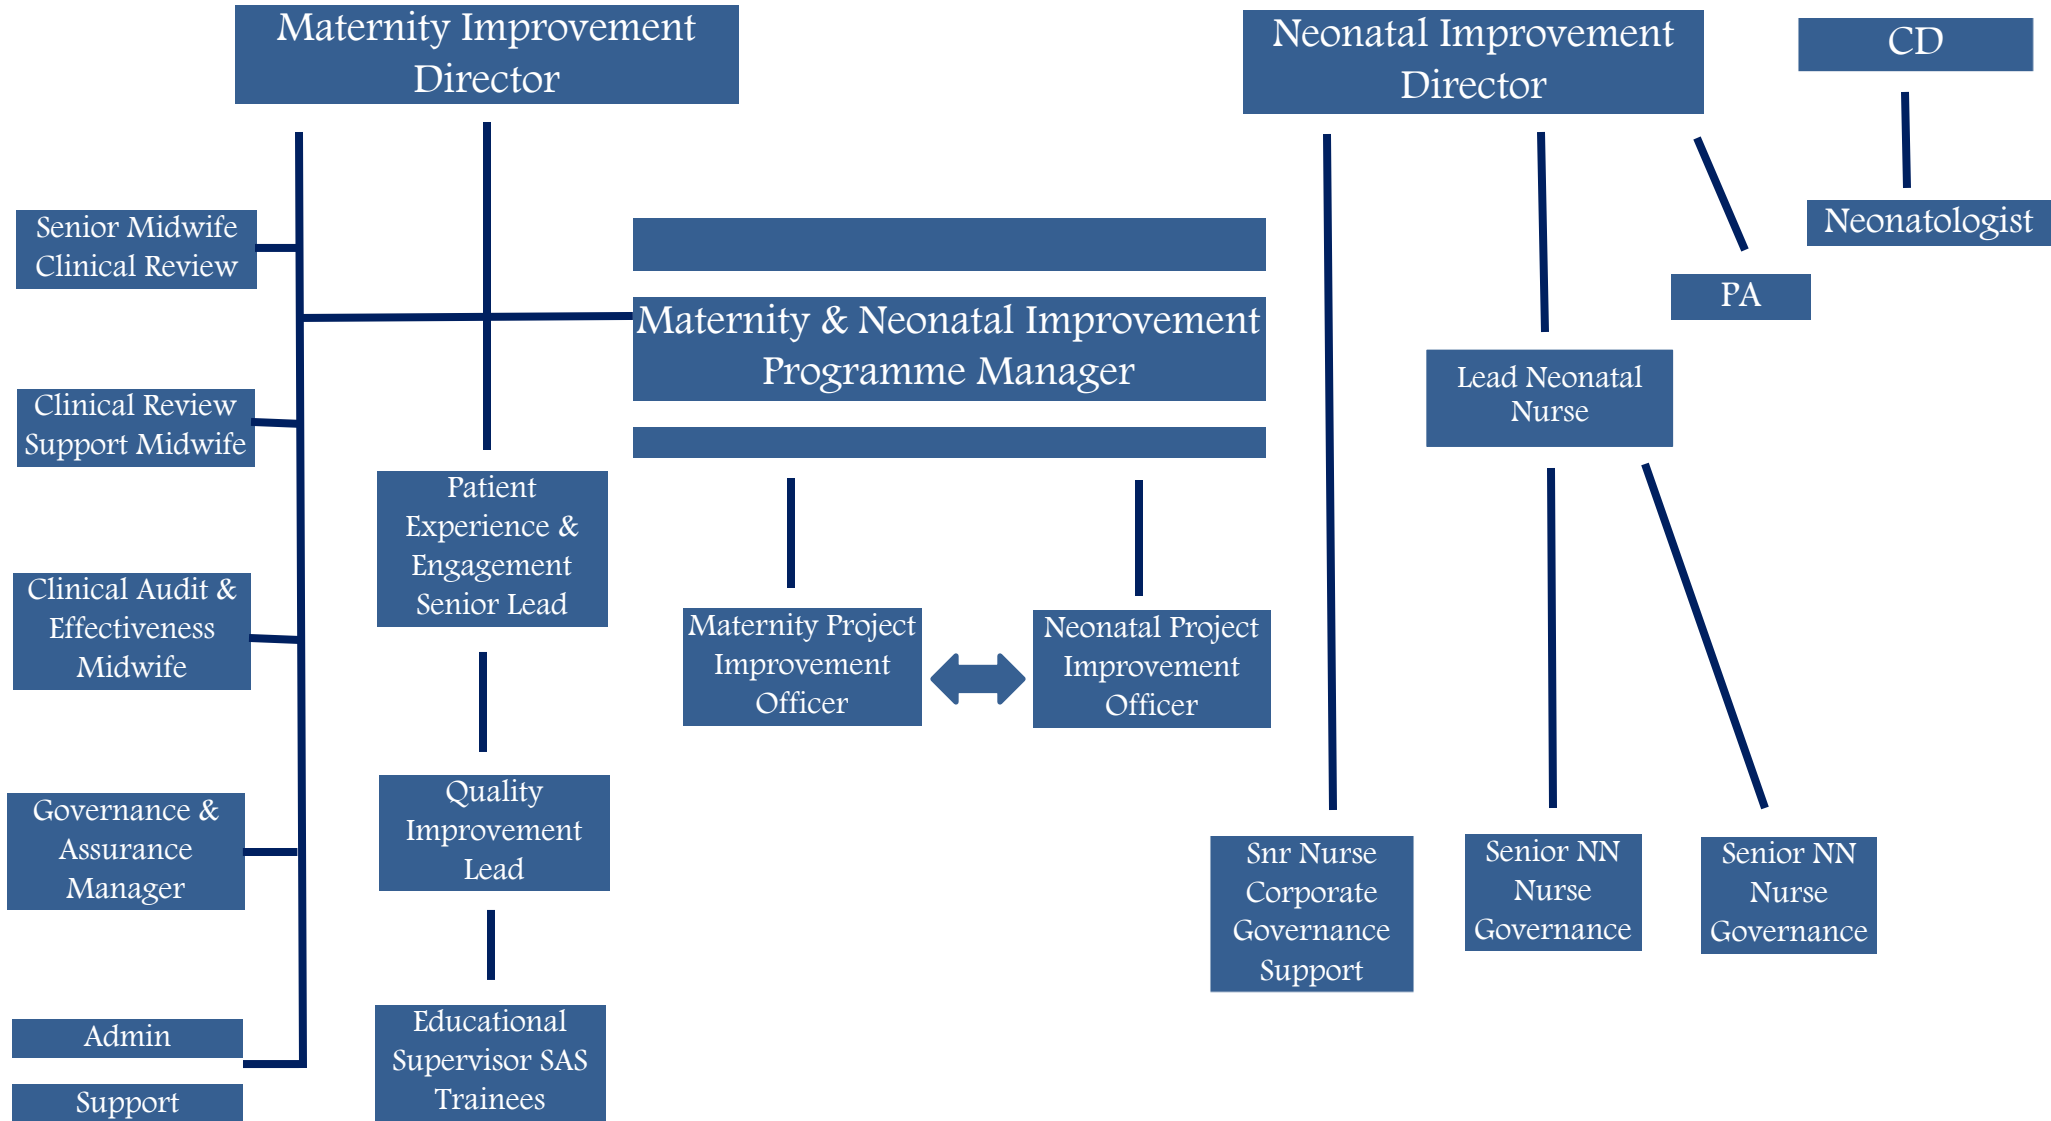 Maternity Improvement
Director
Neonatal Improvement
Director
CD
Senior Midwife
Clinical Review
Neonatologist
PA
Maternity & Neonatal Improvement
Programme Manager
Lead Neonatal
Nurse
Clinical Review
Support Midwife
Patient
Experience &
Engagement
Senior Lead
Clinical Audit &
Effectiveness
Midwife
Maternity Project
Improvement
Officer
Neonatal Project
Improvement
Officer
Governance &
Assurance
Manager
Quality
Improvement
Lead
Snr Nurse
Corporate
Governance
Support
Senior NN
Nurse
Governance
Senior NN
Nurse
Governance
Admin
Support
Educational
Supervisor SAS
Trainees